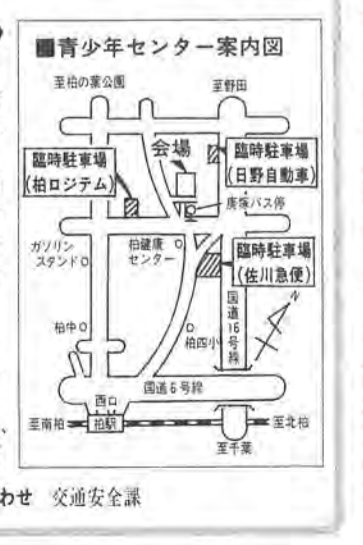 ■青少年センター案内図
至柏の葉公園
至野田
会場
臨時駐車場
(日野自動車)
臨時駐車場
(柏ロジテム)
庚塚バス停
ガソリン
スタンド
柏健康
センター
臨時駐車場
(佐川急便)
国道16号線
N
柏中
柏四小
国道6号線
西口
至南柏
柏駅
至北柏
至千葉
わせ 交通安全課